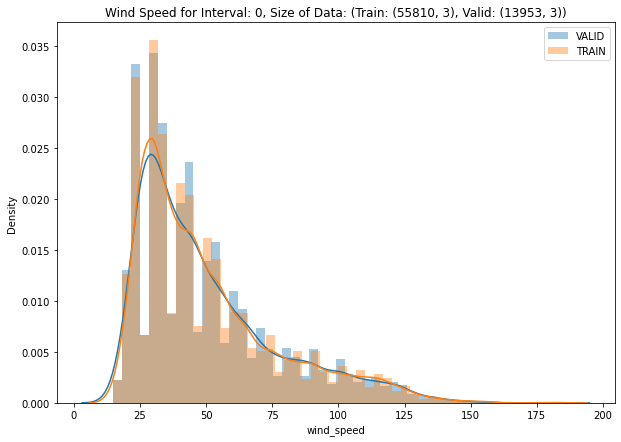 Wind Speed for Interval: 0, Size of Data: (Train: (55810, 3), Valid: (13953, 3))
VALID
TRAIN
0.035
0.030
0.025
0.020
0.015
0.010
0.005
0.000
Density
0 25 50 75 100 125 150 175 200
wind_speed